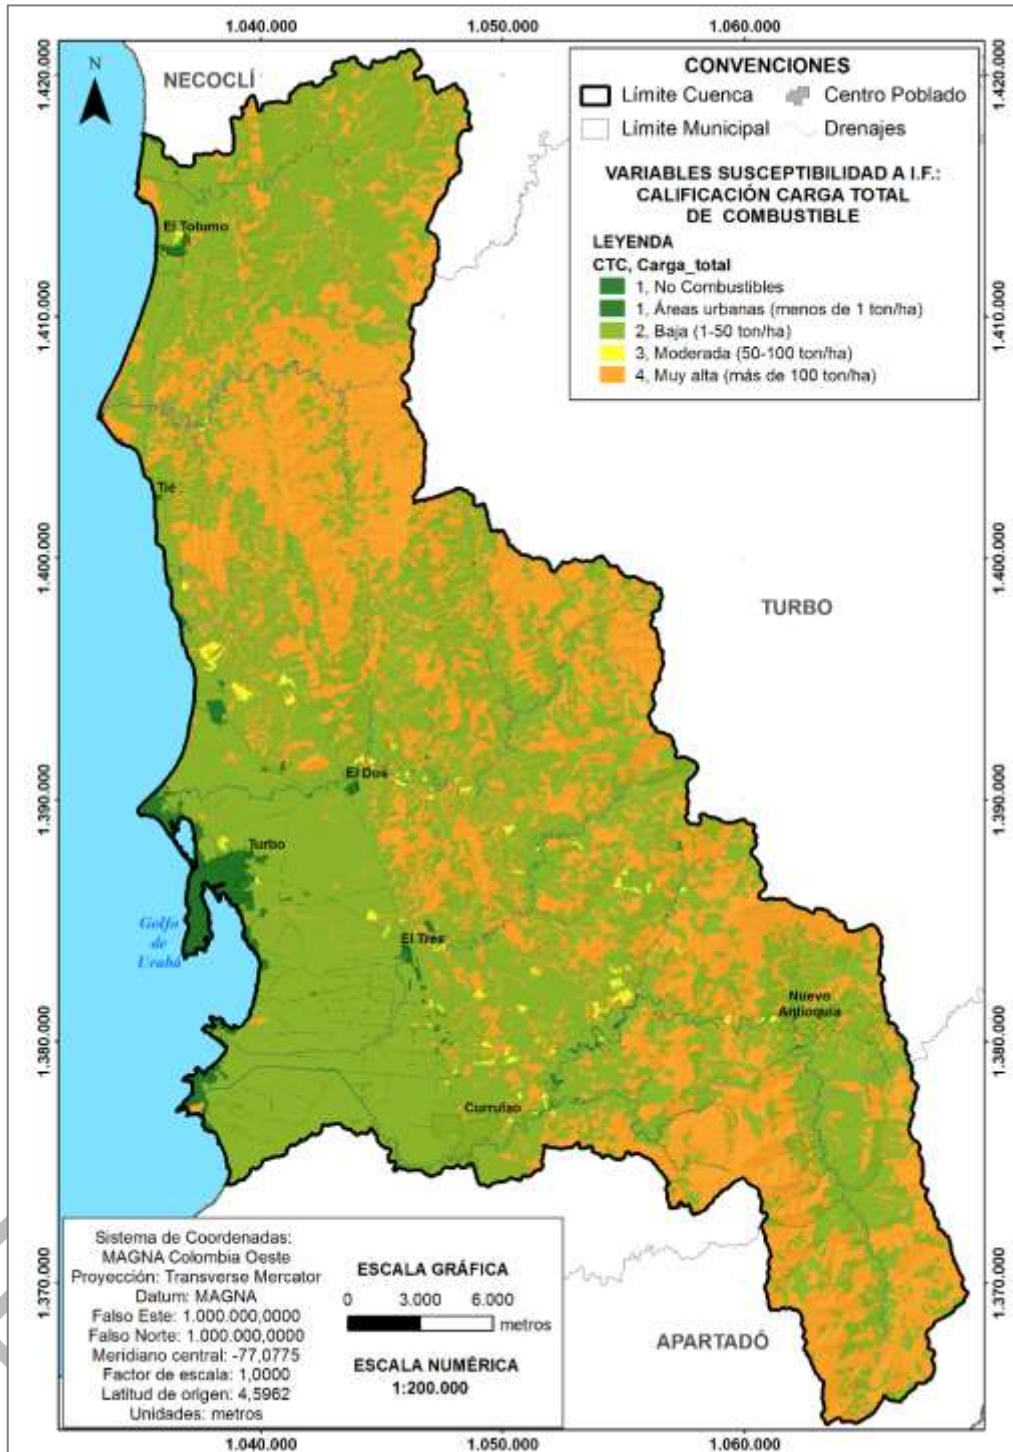 1.040.000
1.050.000
1.060.000
1.420.000
1.420.000
N
NECOCLÍ
CONVENCIONES
Límite Cuenca
Centro Poblado
Límite Municipal
Drenajes
VARIABLES SUSCEPTIBILIDAD A I.F.:
CALIFICACIÓN CARGA TOTAL
DE COMBUSTIBLE
LEYENDA
CTC, Carga_total
1, No Combustibles
1, Áreas urbanas (menos de 1 ton/ha)
2, Baja (1-50 ton/ha)
3, Moderada (50-100 ton/ha)
4, Muy alta (más de 100 ton/ha)
El Totumo
1.410.000
1.410.000
Tie
1.400.000
1.400.000
TURBO
El Dos
1.390.000
1.390.000
Turbo
Golfo
de
Urabá
El Tres
Nuevo
Antioquia
1.380.000
1.380.000
Currulao
Sistema de Coordenadas:
MAGNA Colombia Oeste
Proyección: Transverse Mercator
Datum: MAGNA
Falso Este: 1.000.000,0000
Falso Norte: 1.000.000,0000
Meridiano central: -77,0775
Factor de escala: 1,0000
Latitud de origen: 4,5962
Unidades: metros
ESCALA GRÁFICA
0 3.000 6.000
metros
ESCALA NUMÉRICA
1:200.000
1.370.000
1.370.000
APARTADÓ
1.040.000
1.050.000
1.060.000